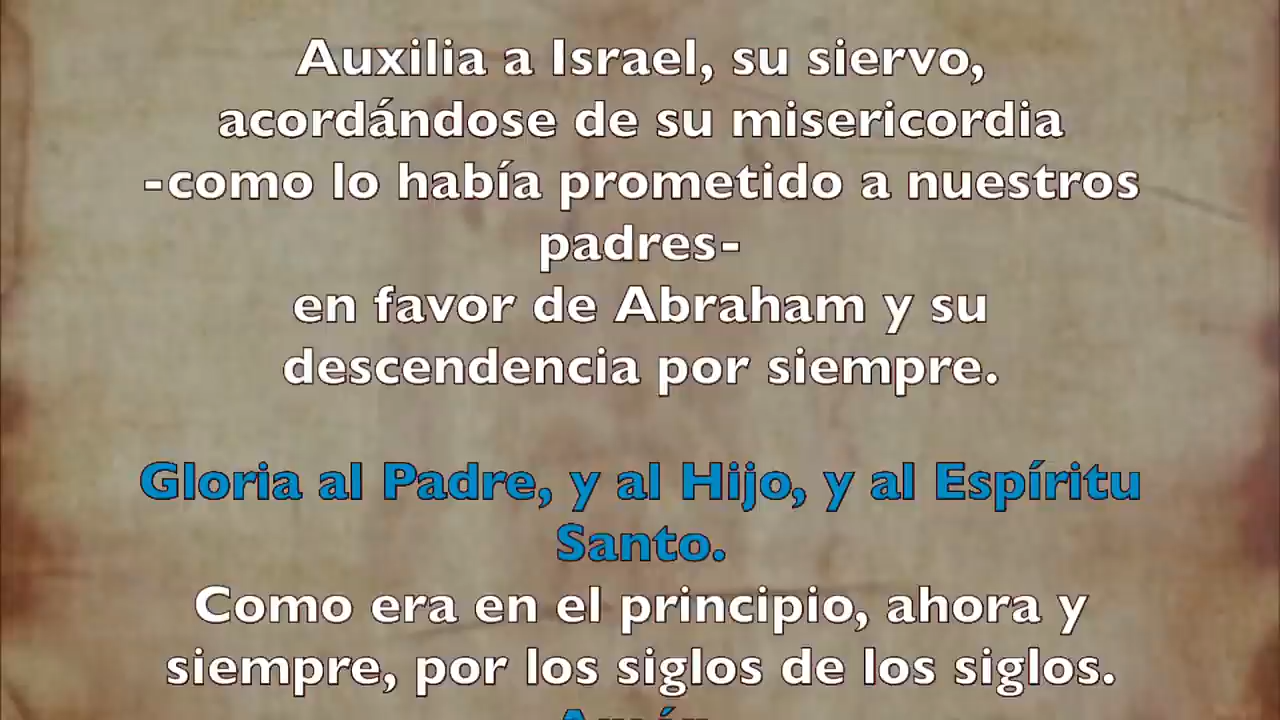 Auxilia a Israel, su siervo,
acordándose de su misericordia
-como lo había prometido a nuestros
padres-
en favor de Abraham y su
descendencia por siempre.
Gloria al Padre, y al Hijo, y al Espíritu
Santo.
Como era en el principio, ahora y
siempre, por los siglos de los siglos.